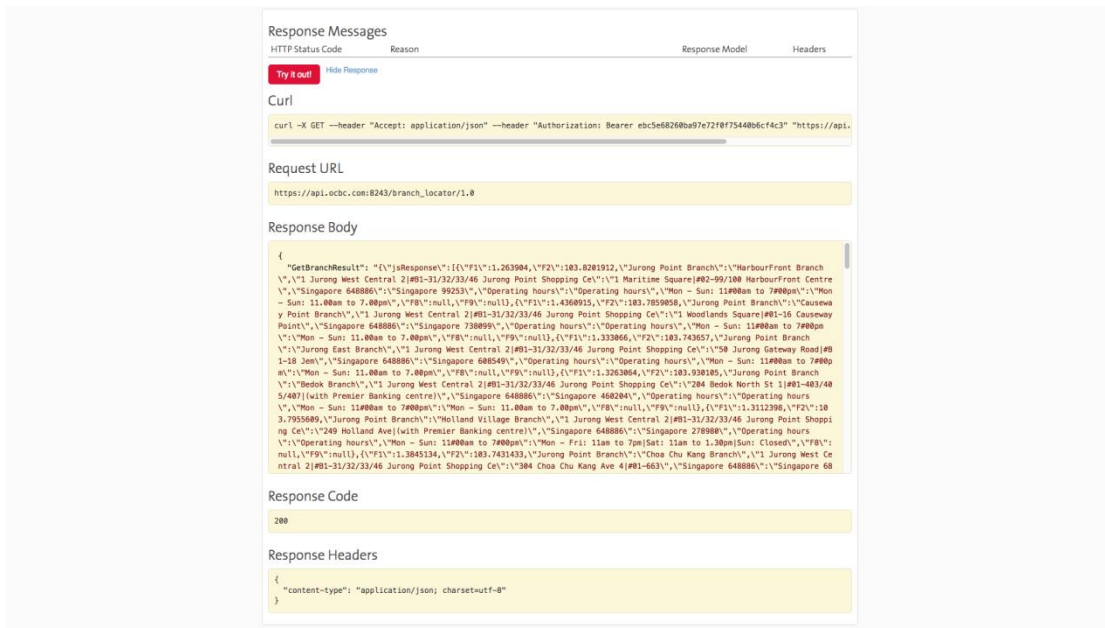 Response Messages
HTTP Status Code Reason Response Model Headers
Try it out! Hide Response
Curl
curl -X GET --header "Accept: application/json" --header "Authorization: Bearer ebc5e68260ba97e72f0f75440b6cf4c3" "https://api.
Request URL
https://api.ocbc.com:8243/branch_locator/1.0
Response Body
{
"GetBranchResult": "{\"jsResponse\":[{\"F1\":1.263904,\"F2\":103.8201912,\"Jurong Point Branch\":\"HarbourFront Branch
\",\"1 Jurong West Central 2|#B1-31/32/33/46 Jurong Point Shopping Ce\":\"1 Maritime Square|#02-99/100 HarbourFront Centre
\",\"Singapore 648886\":\"Singapore 99253\",\"Operating hours\":\"Operating hours\",\"Mon - Sun: 11#00am to 7#00pm\":\"Mon
- Sun: 11.00am to 7.00pm\",\"F8\":null,\"F9\":null},{\"F1\":1.4360915,\"F2\":103.7859058,\"Jurong Point Branch\":\"Causewa
y Point Branch\",\"1 Jurong West Central 2|#B1-31/32/33/46 Jurong Point Shopping Ce\":\"1 Woodlands Square|#01-16 Causeway
Point\",\"Singapore 648886\":\"Singapore 738099\",\"Operating hours\":\"Operating hours\",\"Mon - Sun: 11#00am to 7#00pm
\":\"Mon - Sun: 11.00am to 7.00pm\",\"F8\":null,\"F9\":null},{\"F1\":1.333066,\"F2\":103.743657,\"Jurong Point Branch
\":\"Jurong East Branch\",\"1 Jurong West Central 2|#B1-31/32/33/46 Jurong Point Shopping Ce\":\"50 Jurong Gateway Road|#B
1-18 Jem\",\"Singapore 648886\":\"Singapore 608549\",\"Operating hours\":\"Operating hours\",\"Mon - Sun: 11#00am to 7#00p
m\":\"Mon - Sun: 11.00am to 7.00pm\",\"F8\":null,\"F9\":null},{\"F1\":1.3263064,\"F2\":103.930105,\"Jurong Point Branch
\":\"Bedok Branch\",\"1 Jurong West Central 2|#B1-31/32/33/46 Jurong Point Shopping Ce\":\"204 Bedok North St 1|#01-403/40
5/407|(with Premier Banking centre)\",\"Singapore 648886\":\"Singapore 460204\",\"Operating hours\":\"Operating hours
\",\"Mon - Sun: 11#00am to 7#00pm\":\"Mon - Sun: 11.00am to 7.00pm\",\"F8\":null,\"F9\":null},{\"F1\":1.3112398,\"F2\":10
3.7955609,\"Jurong Point Branch\":\"Holland Village Branch\",\"1 Jurong West Central 2|#B1-31/32/33/46 Jurong Point Shoppi
ng Ce\":\"249 Holland Ave|(with Premier Banking centre)\",\"Singapore 648886\":\"Singapore 278980\",\"Operating hours
\":\"Operating hours\",\"Mon - Sun: 11#00am to 7#00pm\":\"Mon - Fri: 11am to 7pm|Sat: 11am to 1.30pm|Sun: Closed\",\"F8\":
null,\"F9\":null},{\"F1\":1.3845134,\"F2\":103.7431433,\"Jurong Point Branch\":\"Choa Chu Kang Branch\",\"1 Jurong West Ce
ntral 2|#B1-31/32/33/46 Jurong Point Shopping Ce\":\"304 Choa Chu Kang Ave 4|#01-663\",\"Singapore 648886\":\"Singapore 68
Response Code
200
Response Headers
{
"content-type": "application/json; charset=utf-8"
}